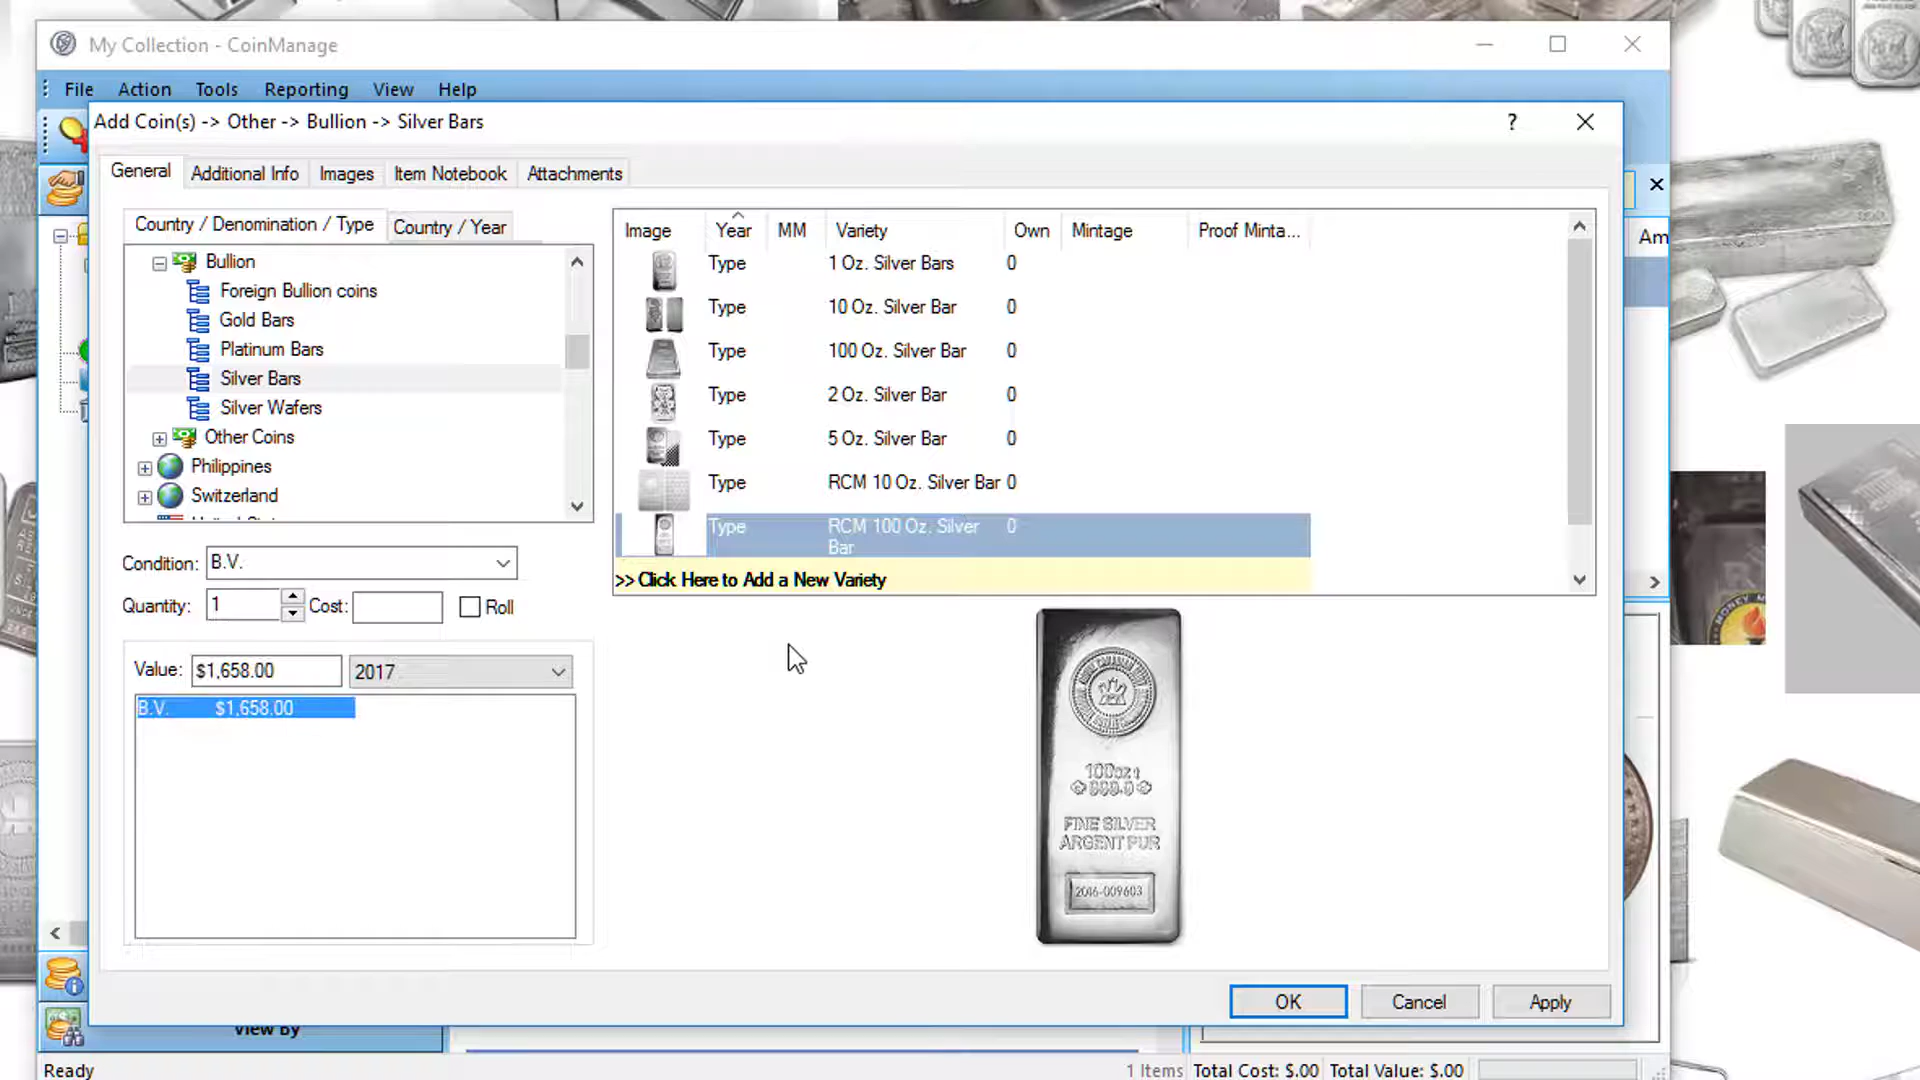 My Collection - CoinManage
File Action Tools Reporting View Help
Add Coin(s) -> Other -> Bullion -> Silver Bars
?
General Additional Info Images Item Notebook Attachments
Country / Denomination / Type Country / Year
Bullion
Foreign Bullion coins
Gold Bars
Platinum Bars
Silver Bars
Silver Wafers
Other Coins
Philippines
Switzerland
Image Year MM Variety Own Mintage Proof Minta...
Type 1 Oz. Silver Bars 0
Type 10 Oz. Silver Bar 0
Type 100 Oz. Silver Bar 0
Type 2 Oz. Silver Bar 0
Type 5 Oz. Silver Bar 0
Type RCM 10 Oz. Silver Bar 0
Type RCM 100 Oz. Silver 0
Bar
>> Click Here to Add a New Variety
Am
Condition: B.V.
Quantity: 1 Cost: Roll
Value: $1,658.00 2017
B.V. $1,658.00
100oz t
999.0
FINE SILVER
ARGENT PUR
2016-009603
OK Cancel Apply
View By
Ready
1 Items Total Cost: $.00 Total Value: $.00